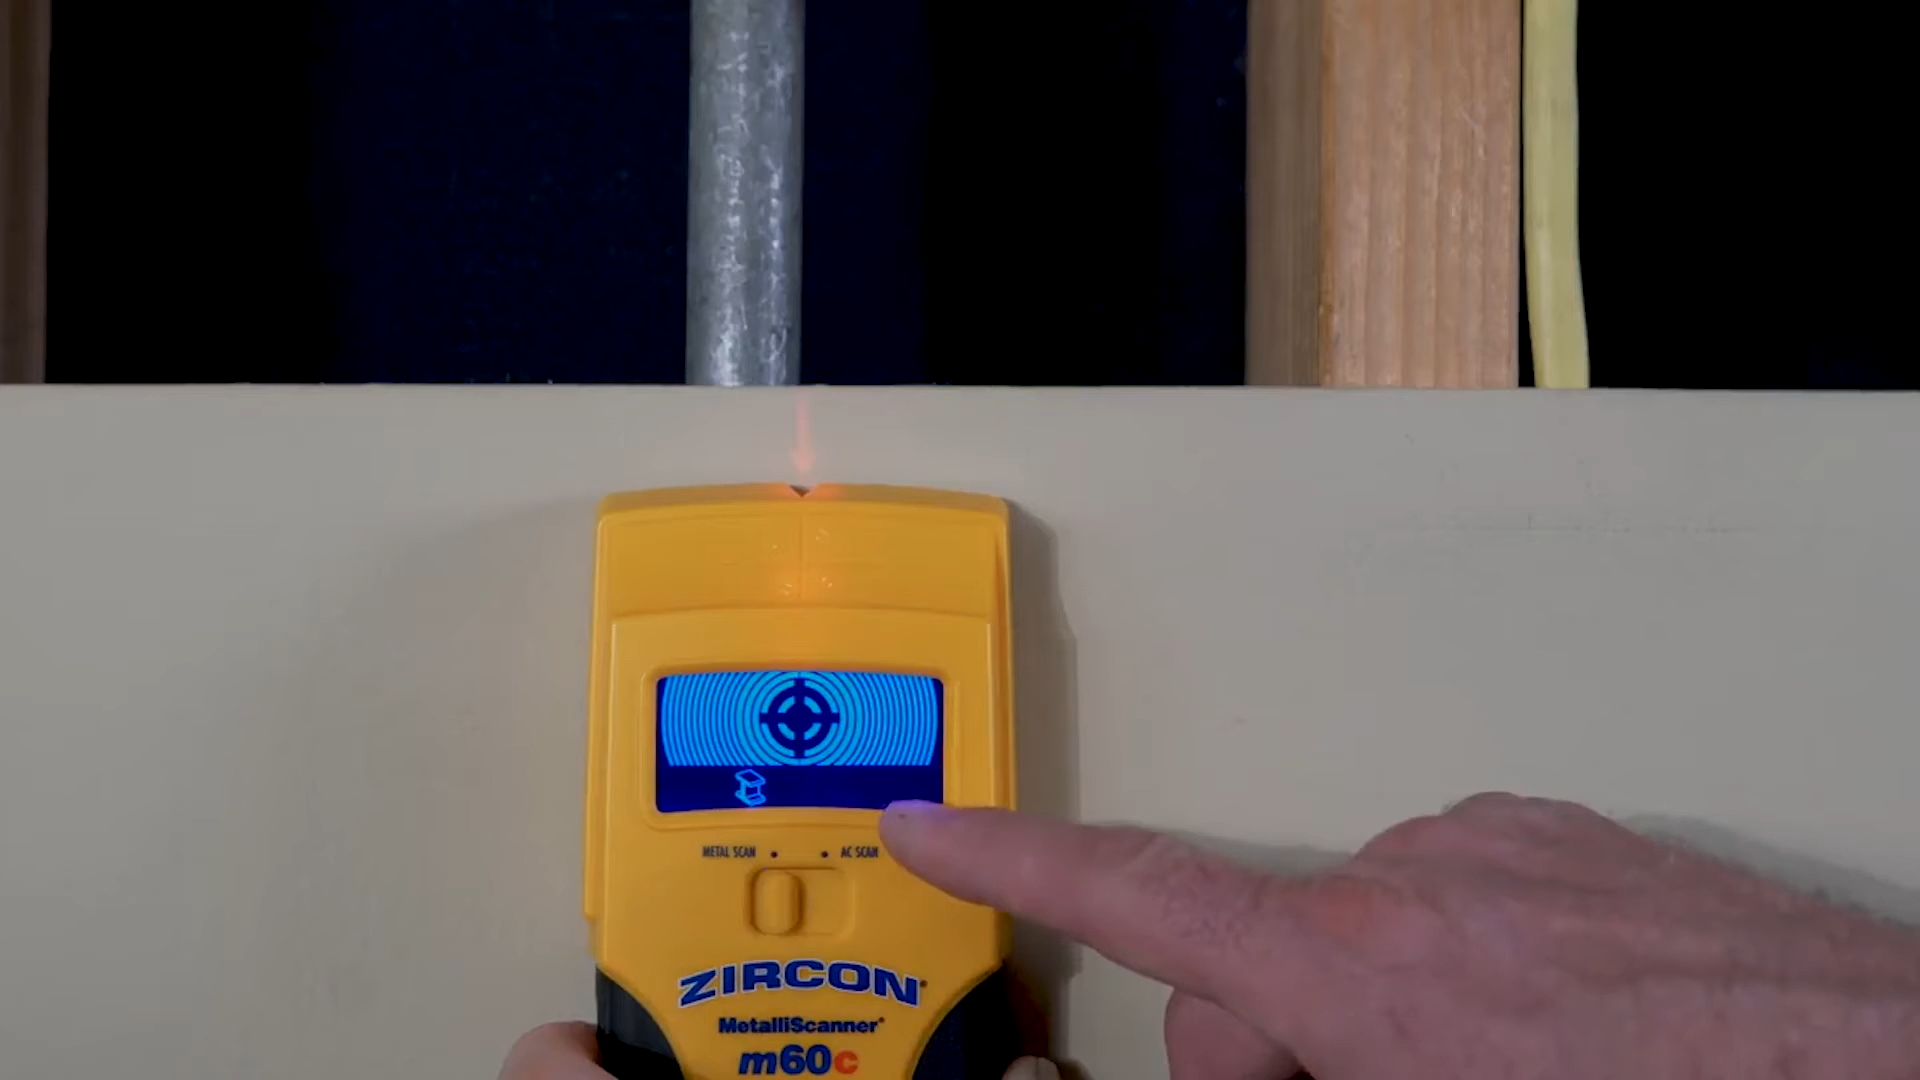 METAL SCAN • • AC SCAN
ZIRCON®
MetalliScanner®
m60c